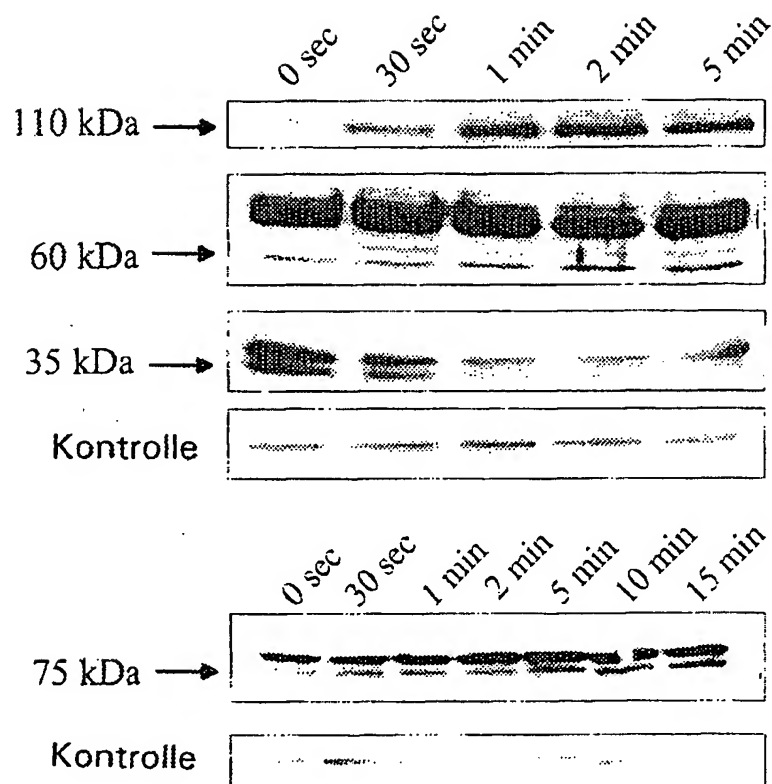 0 sec 30 sec 1 min 2 min 5 min
110 kDa
60 kDa
35 kDa
Kontrolle
0 sec 30 sec 1 min 2 min 5 min 10 min 15 min
75 kDa
Kontrolle